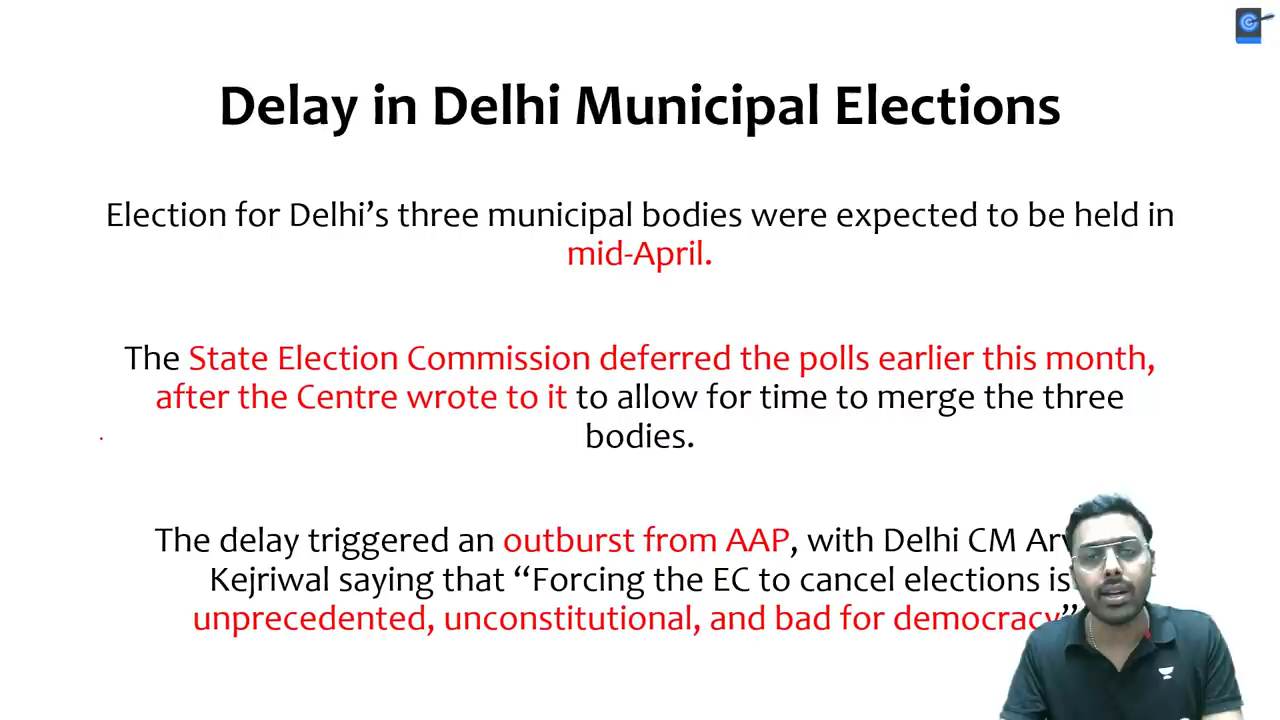 Delay in Delhi Municipal Elections
Election for Delhi’s three municipal bodies were expected to be held in
mid-April.
The State Election Commission deferred the polls earlier this month,
after the Centre wrote to it to allow for time to merge the three
bodies.
The delay triggered an outburst from AAP, with Delhi CM
Kejriwal saying that “Forcing the EC to cancel elections is
unprecedented, unconstitutional, and bad for democracy”